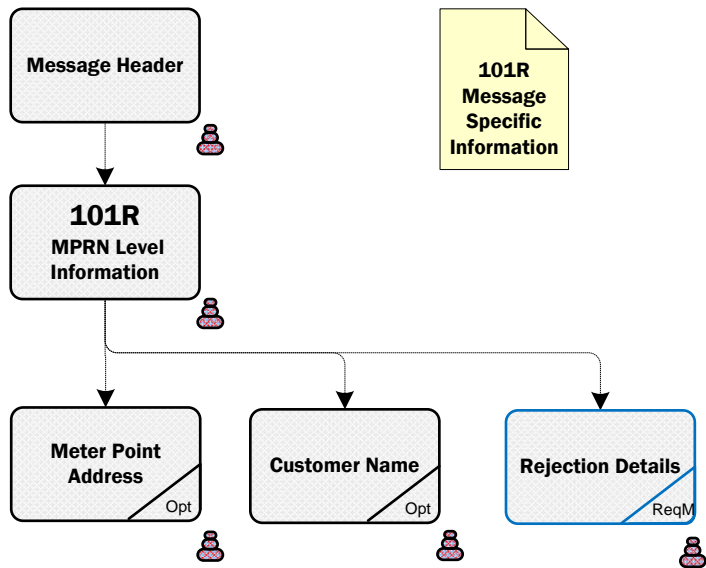 Message Header
101R
Message
Specific
Information
101R
MPRN Level
Information
Meter Point
Address
Opt
Customer Name
Opt
Rejection Details
ReqM